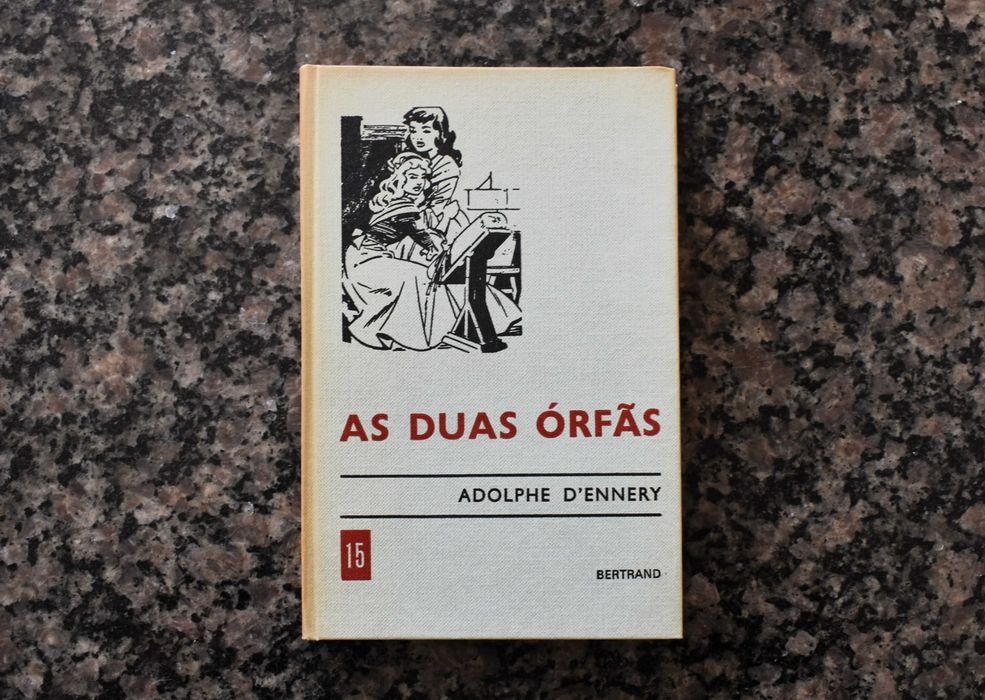 AS DUAS ÓRFÃS
ADOLPHE D'ENNERY
15
BERTRAND